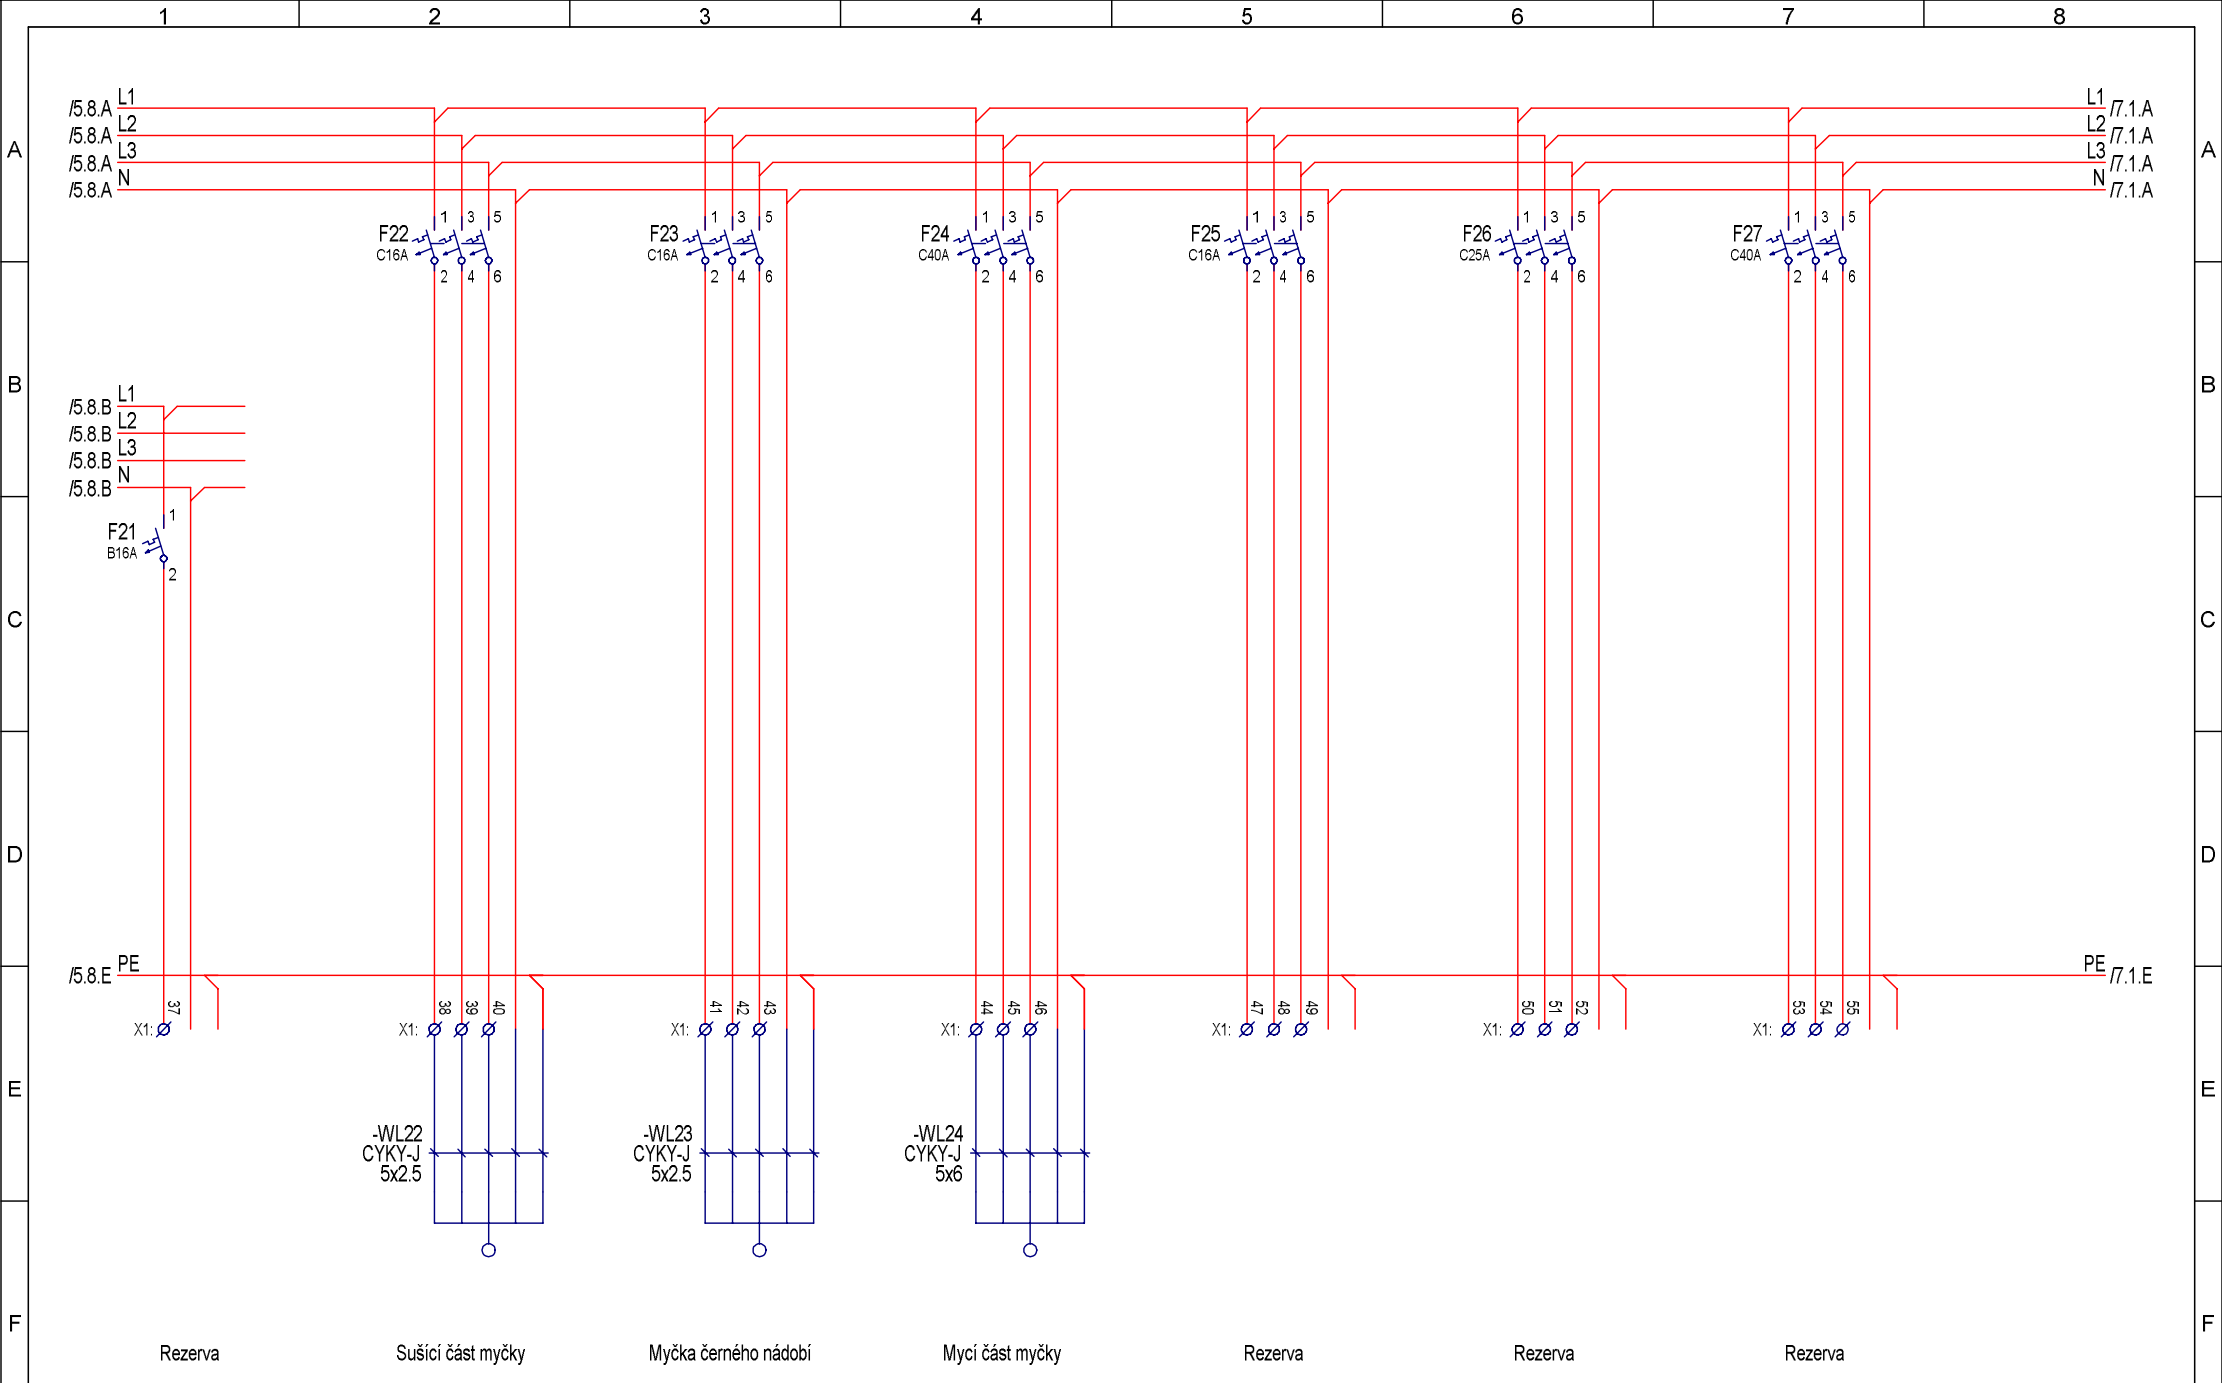 1 2 3 4 5 6 7 8
L1 L1
/5.8.A /7.1.A
L2 L2
/5.8.A /7.1.A
A A
L3 L3
/5.8.A /7.1.A
N N
/5.8.A /7.1.A
1 3 5 1 3 5 1 3 5 1 3 5 1 3 5 1 3 5
F22 F23 F24 F25 F26 F27
C16A C16A C40A C16A C25A C40A
2 4 6 2 4 6 2 4 6 2 4 6 2 4 6 2 4 6
B B
L1
/5.8.B
L2
/5.8.B
L3
/5.8.B
N
/5.8.B
1
F21
B16A
2
C C
D D
PE PE
/5.8.E /7.1.E
37 38 39 40 41 42 43 44 45 46 47 48 49 50 51 52 53 54 55
X1: X1: X1: X1: X1: X1: X1:
E E
-WL22 -WL23 -WL24
CYKY-J CYKY-J CYKY-J
5x2.5 5x2.5 5x6
F F
Rezerva Sušící část myčky Myčka černého nádobí Mycí část myčky Rezerva Rezerva Rezerva